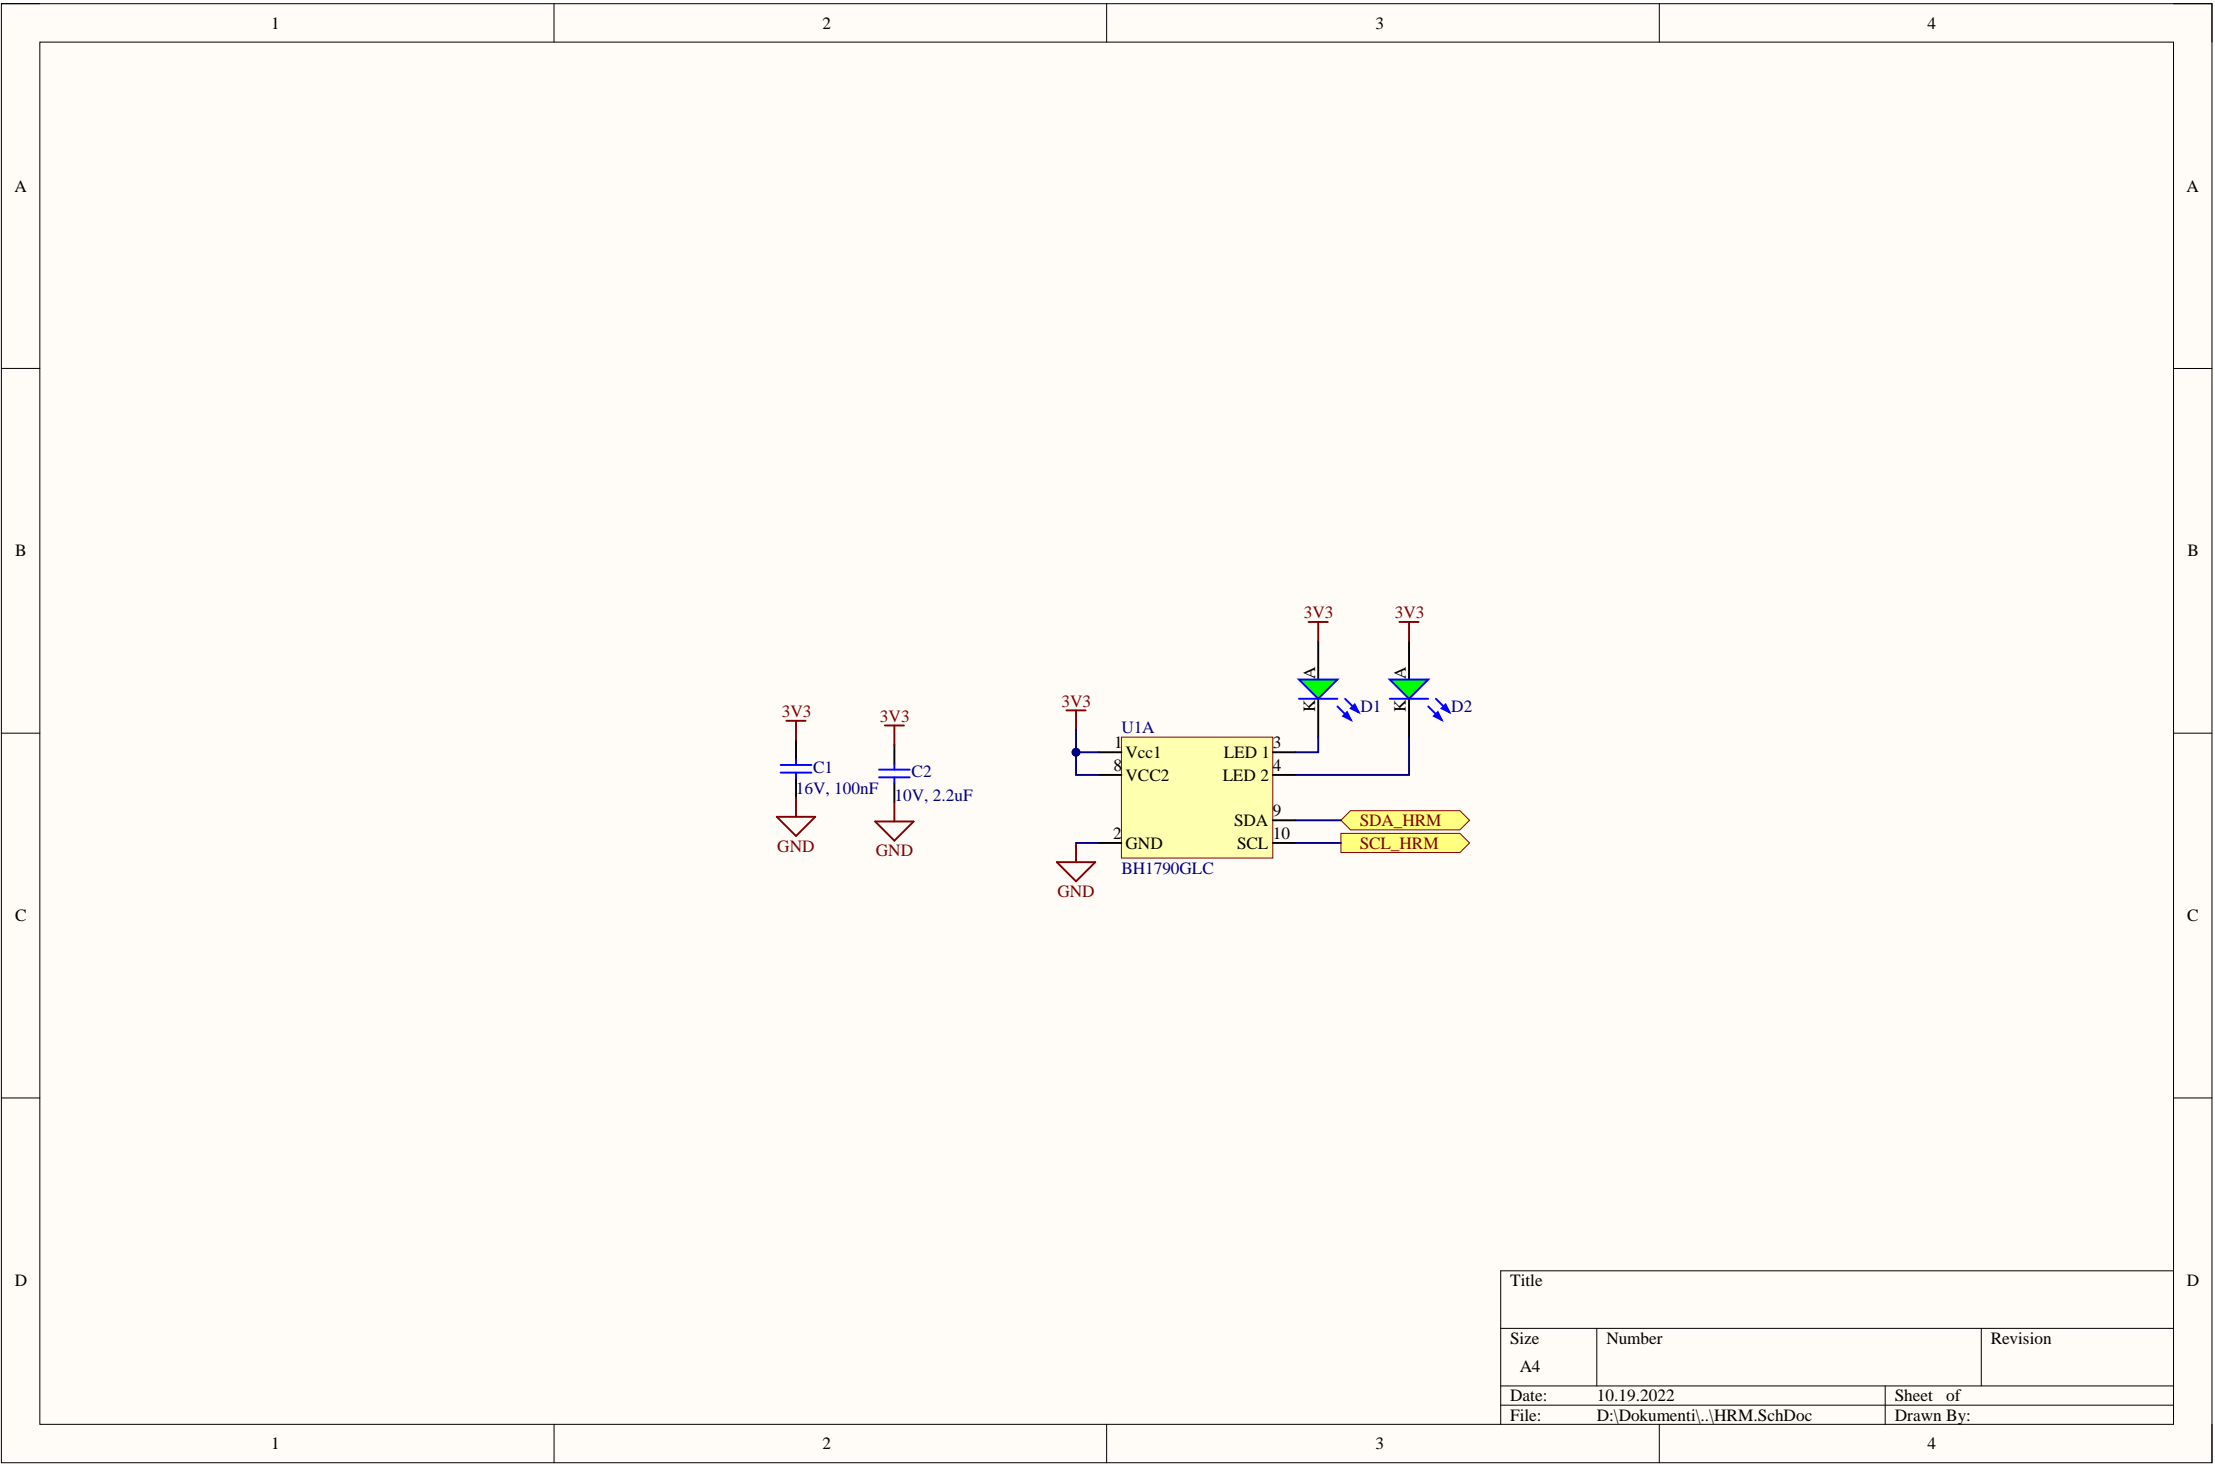 1 2 3 4
A A
B B
3V3 3V3
A A
K D1 K D2
3V3 3V3 3V3
U1A
1 Vcc1 LED 1 3
8 VCC2 LED 2 4
C1 C2
16V, 100nF 10V, 2.2uF
SDA 9 SDA_HRM
2 GND SCL 10 SCL_HRM
GND GND
BH1790GLC
GND
C C
D D
Title
Size Number Revision
A4
Date: 10.19.2022 Sheet of
File: D:\Dokumenti\..\HRM.SchDoc Drawn By:
1 2 3 4